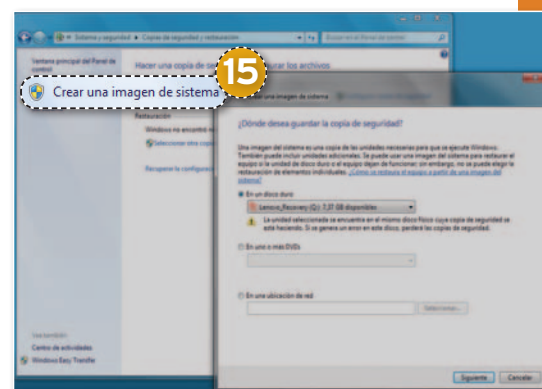 Sistema y seguridad ▸ Copias de seguridad y restauración
Buscar en el Panel de control
Ventana principal del Panel de
control
Hacer una copia de se
urar los archivos
15
Crear una imagen de sistema
Restauración
Windows no encontró
Seleccionar otra copia
Recuperar la configurac
una imagen de sistema
¿Dónde desea guardar la copia de seguridad?
Una imagen del sistema es una copia de las unidades necesarias para que se ejecute Windows.
También puede incluir unidades adicionales. Se puede usar una imagen del sistema para restaurar el
equipo si la unidad de disco duro o el equipo dejan de funcionar; sin embargo, no se puede elegir la
restauración de elementos individuales. ¿Cómo se restaura el equipo a partir de una imagen del
sistema?
En un disco duro
Lenovo_Recovery (Q:) 7,37 GB disponibles
La unidad seleccionada se encuentra en el mismo disco físico cuya copia de seguridad se
está haciendo. Si se genera un error en este disco, perderá las copias de seguridad.
En uno o más DVDs
En una ubicación de red
Seleccionar...
Vea también
Centro de actividades
Windows Easy Transfer
Siguiente
Cancelar